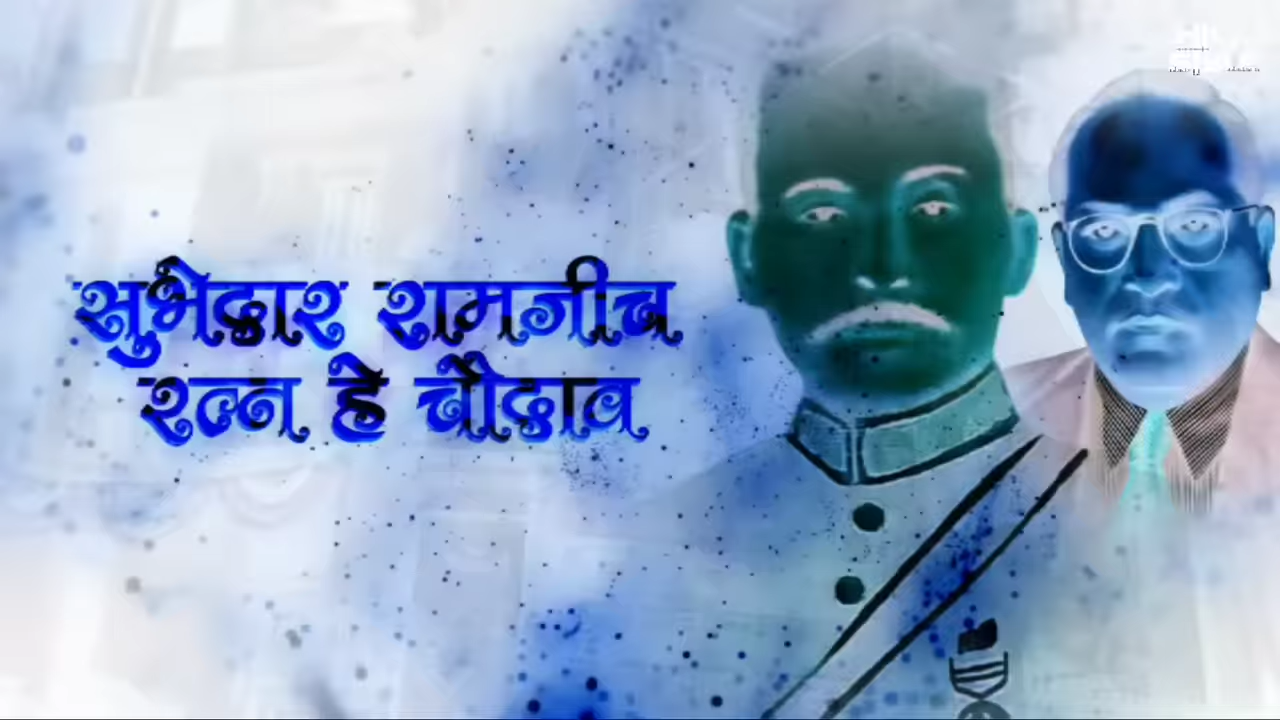 सुभेदार रामजीच
रत्न हे चौदाव